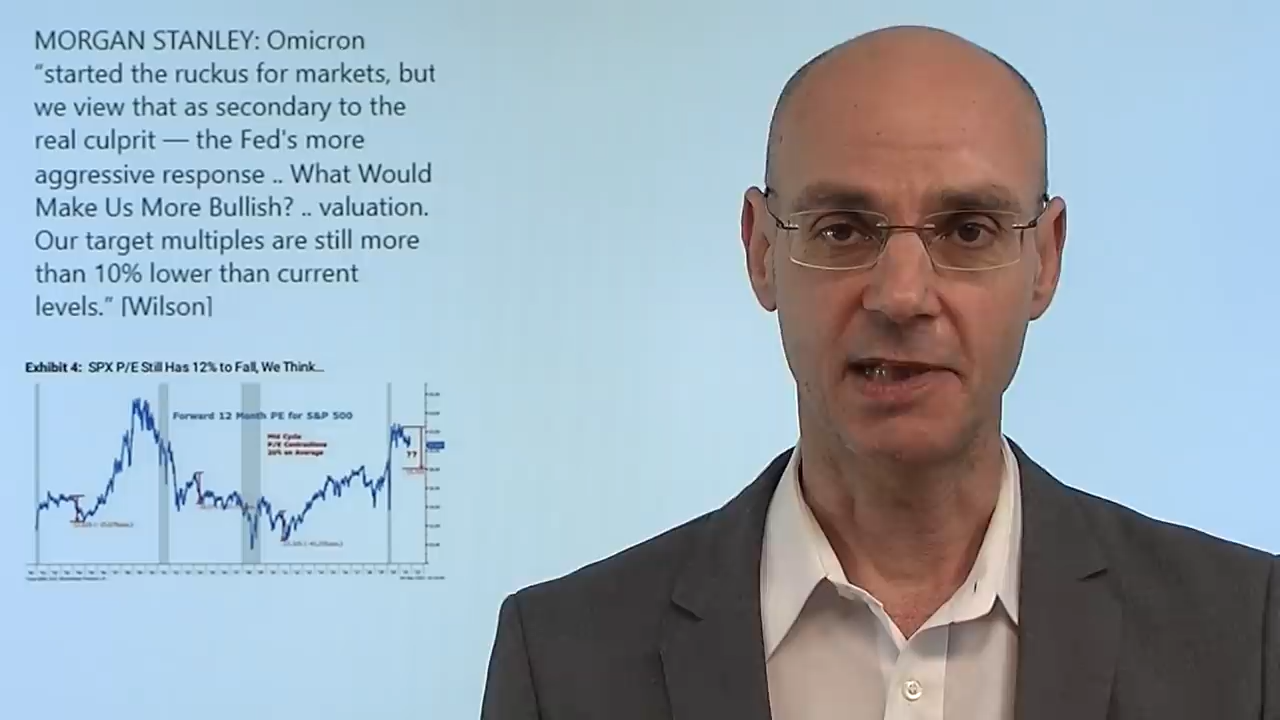 MORGAN STANLEY: Omicron
“started the ruckus for markets, but
we view that as secondary to the
real culprit — the Fed's more
aggressive response .. What Would
Make Us More Bullish? .. valuation.
Our target multiples are still more
than 10% lower than current
levels.” [Wilson]
Exhibit 4: SPX P/E Still Has 12% to Fall, We Think...
Forward 12 Month PE for S&P 500
Mid Cycle
P/E Contractions
20% on Average
??